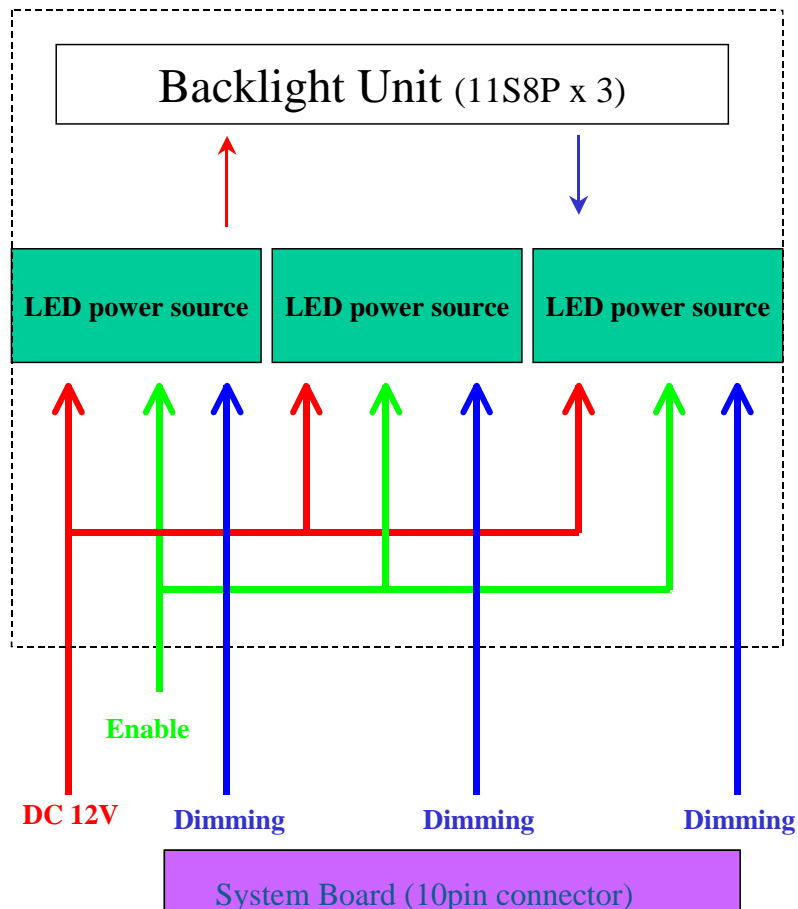 Backlight Unit (11S8P x 3)
LED power source
LED power source
LED power source
Enable
DC 12V
Dimming
Dimming
Dimming
System Board (10pin connector)